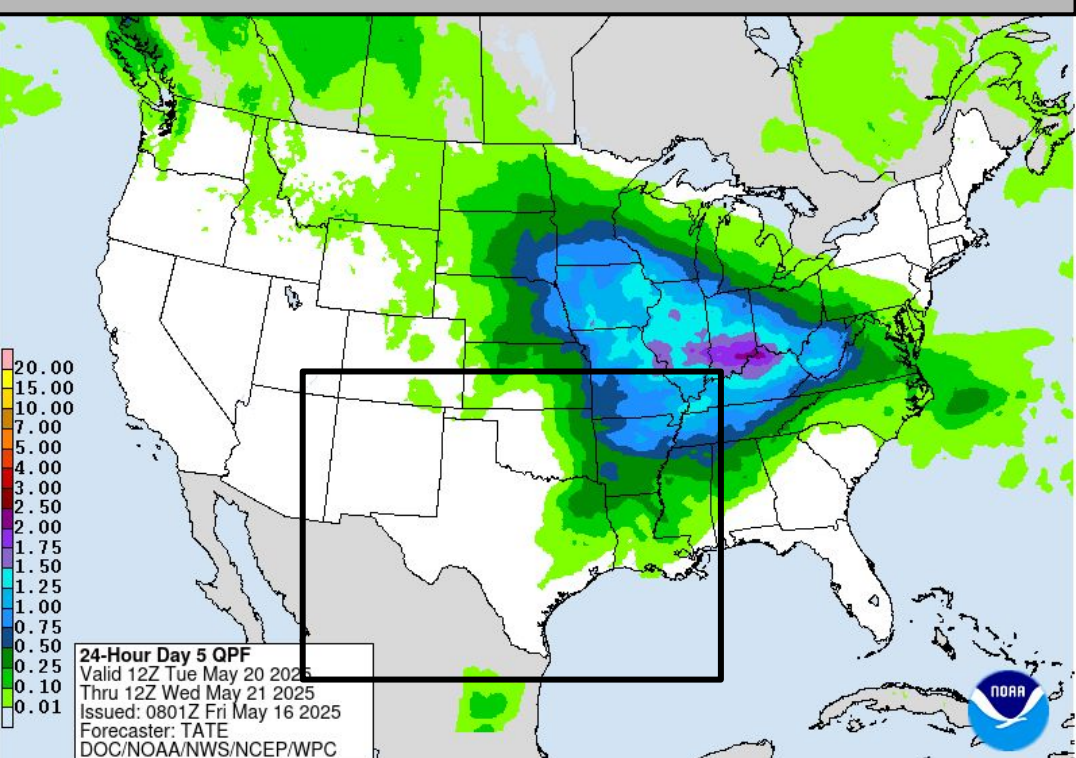 20.00
15.00
10.00
7.00
5.00
4.00
3.00
2.50
2.00
1.75
1.50
1.25
1.00
0.75
0.50
0.25
0.10
0.01
24-Hour Day 5 QPF
Valid 12Z Tue May 20 2025
Thru 12Z Wed May 21 2025
Issued: 0801Z Fri May 16 2025
Forecaster: TATE
DOC/NOAA/NWS/NCEP/WPC
NOAA